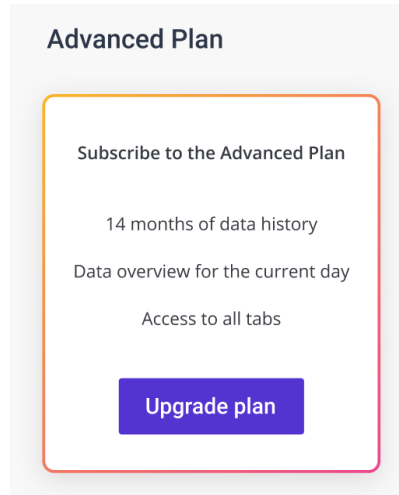 Advanced Plan
Subscribe to the Advanced Plan
14 months of data history
Data overview for the current day
Access to all tabs
Upgrade plan